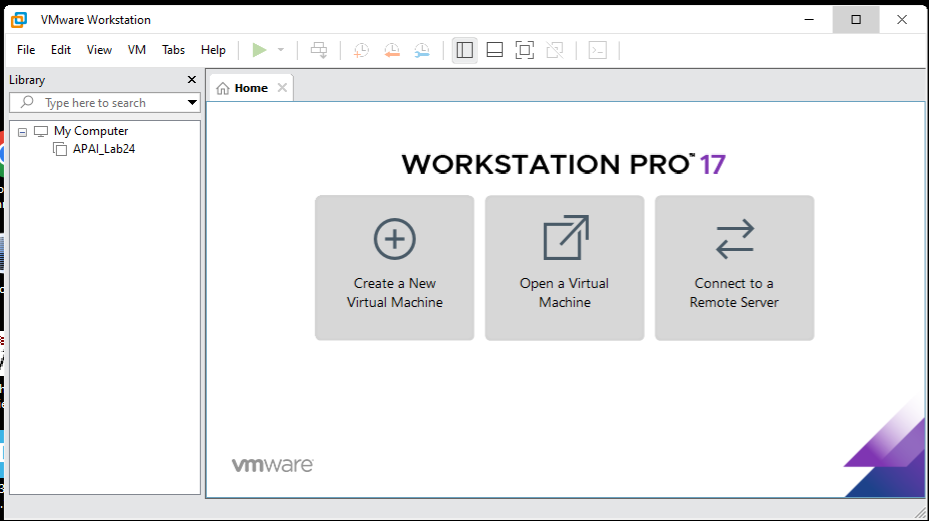 VMware Workstation
File Edit View VM Tabs Help
Library
Type here to search
My Computer
APAI_Lab24
Home
WORKSTATION PRO™ 17
Create a New
Virtual Machine
Open a Virtual
Machine
Connect to a
Remote Server
vmware